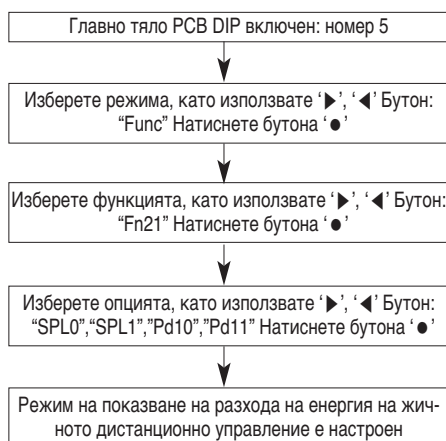 Главно тяло PCB DIP включен: номер 5
Изберете режима, като използвате ‘▶’, ‘◀’ Бутон:
“Func” Натиснете бутона ‘●’
Изберете функцията, като използвате ‘▶’, ‘◀’ Бутон:
“Fn21” Натиснете бутона ‘●’
Изберете опцията, като използвате ‘▶’, ‘◀’ Бутон:
“SPL0”,“SPL1”,”Pd10”,”Pd11” Натиснете бутона ‘●’
Режим на показване на разхода на енергия на жич-
ното дистанционно управление е настроен